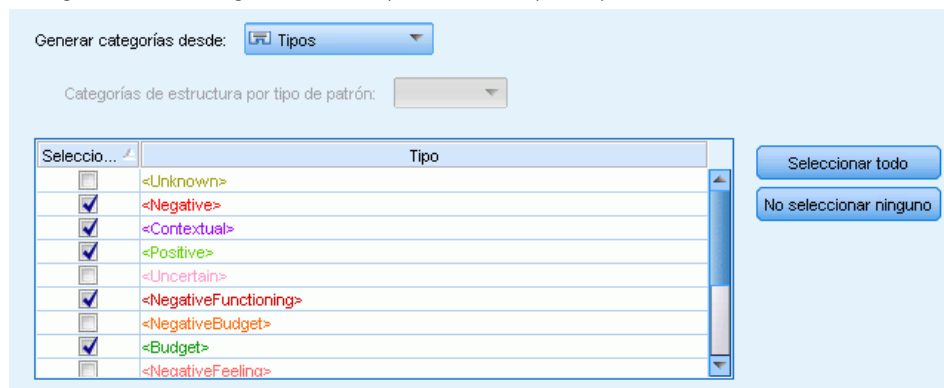 Generar categorías desde: Tipos
Categorías de estructura por tipo de patrón:
Seleccio... Tipo
Seleccionar todo
<Unknown>
<Negative>
No seleccionar ninguno
<Contextual>
<Positive>
<Uncertain>
<NegativeFunctioning>
<NegativeBudget>
<Budget>
<NegativeFeeling>